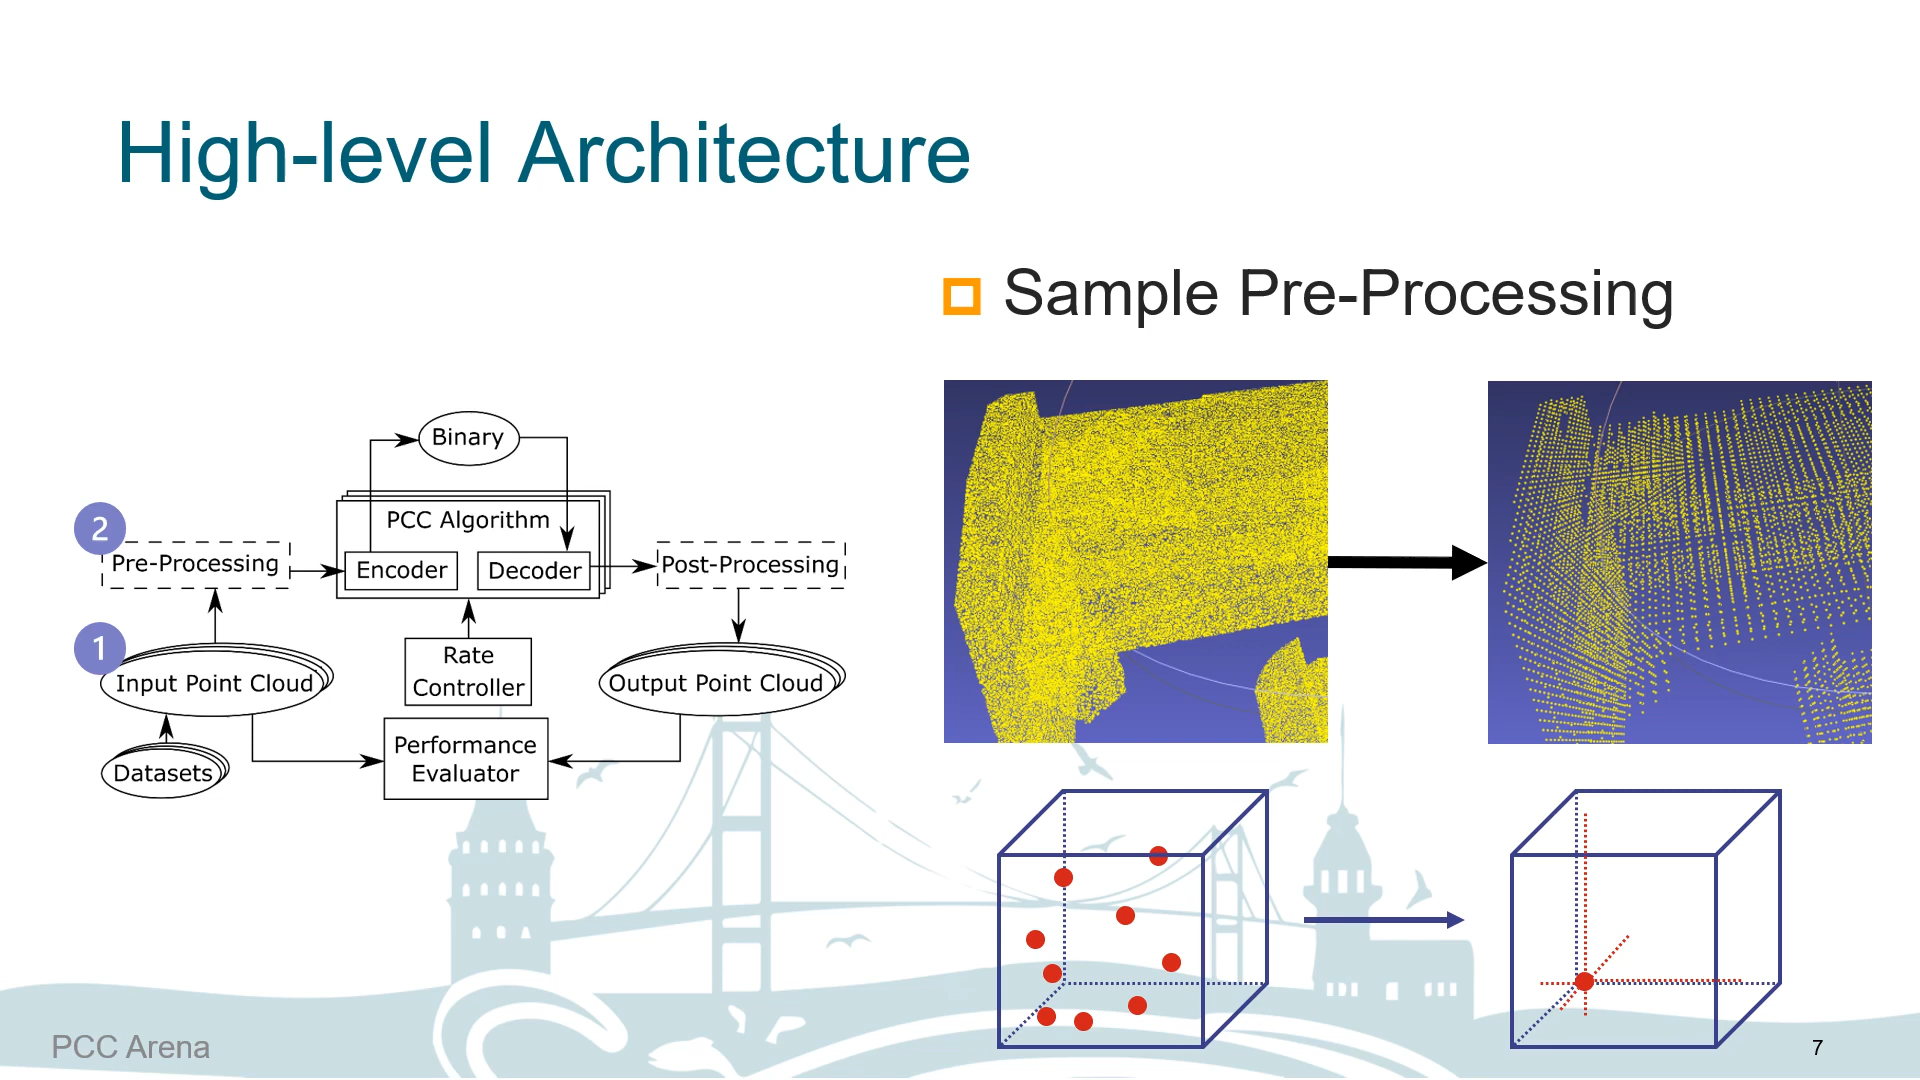 High-level Architecture
Sample Pre-Processing
Binary
PCC Algorithm
2
Pre-Processing
Encoder
Decoder
Post-Processing
1
Input Point Cloud
Rate
Controller
Output Point Cloud
Datasets
Performance
Evaluator
PCC Arena
7